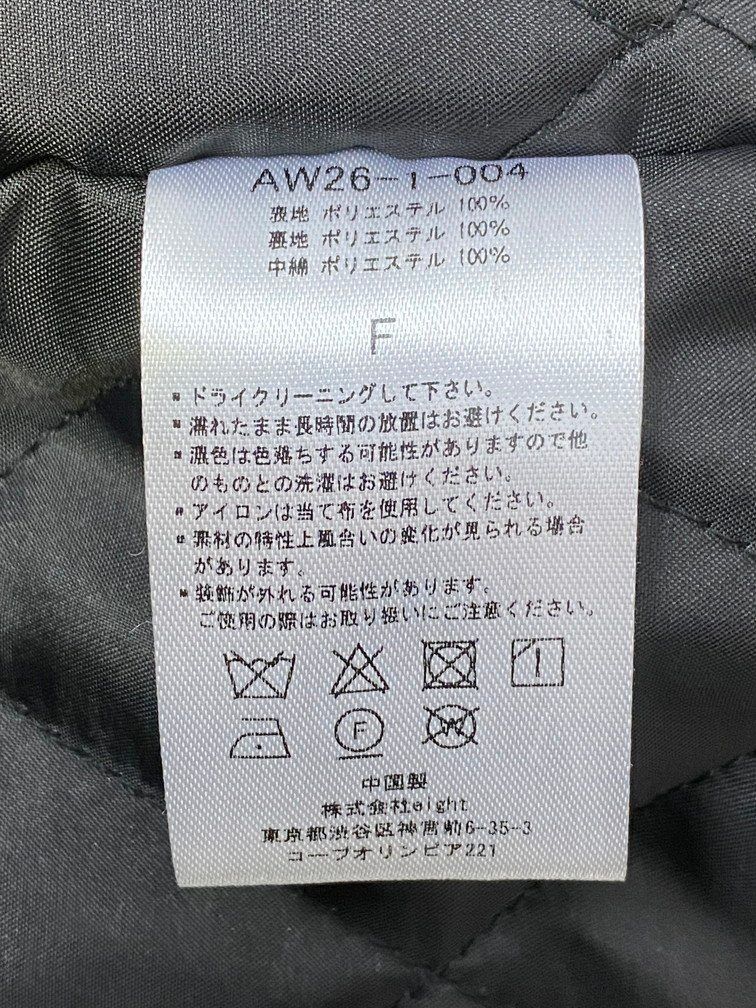 AW26-1-004
表地 ポリエステル 100%
裏地 ポリエステル 100%
中綿 ポリエステル 100%
F
* ドライクリーニングして下さい。
* 濡れたまま長時間の放置はお避けください。
* 濃色は色落ちする可能性がありますので他
のものとの洗濯はお避けください。
* アイロンは当て布を使用してください。
* 素材の特性上風合いの変化が見られる場合
があります。
* 装飾が外れる可能性があります。
ご使用の際はお取り扱いにご注意ください。
F
W
中国製
株式会社eight
東京都渋谷区神宮前6-35-3
コープオリンピア221